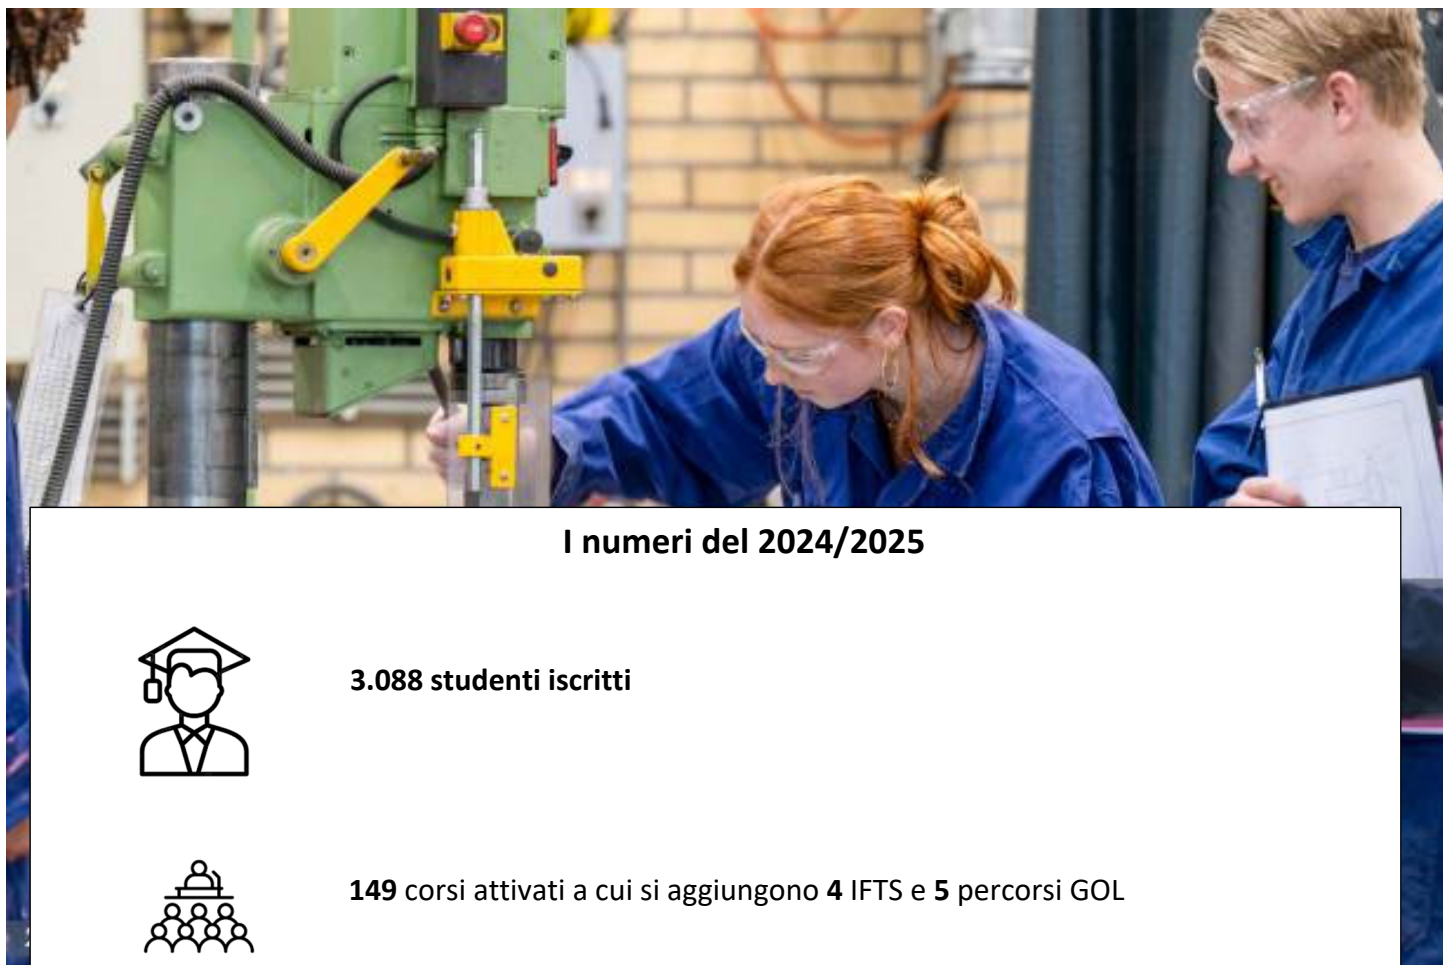 I numeri del 2024/2025
3.088 studenti iscritti
149 corsi attivati a cui si aggiungono 4 IFTS e 5 percorsi GOL